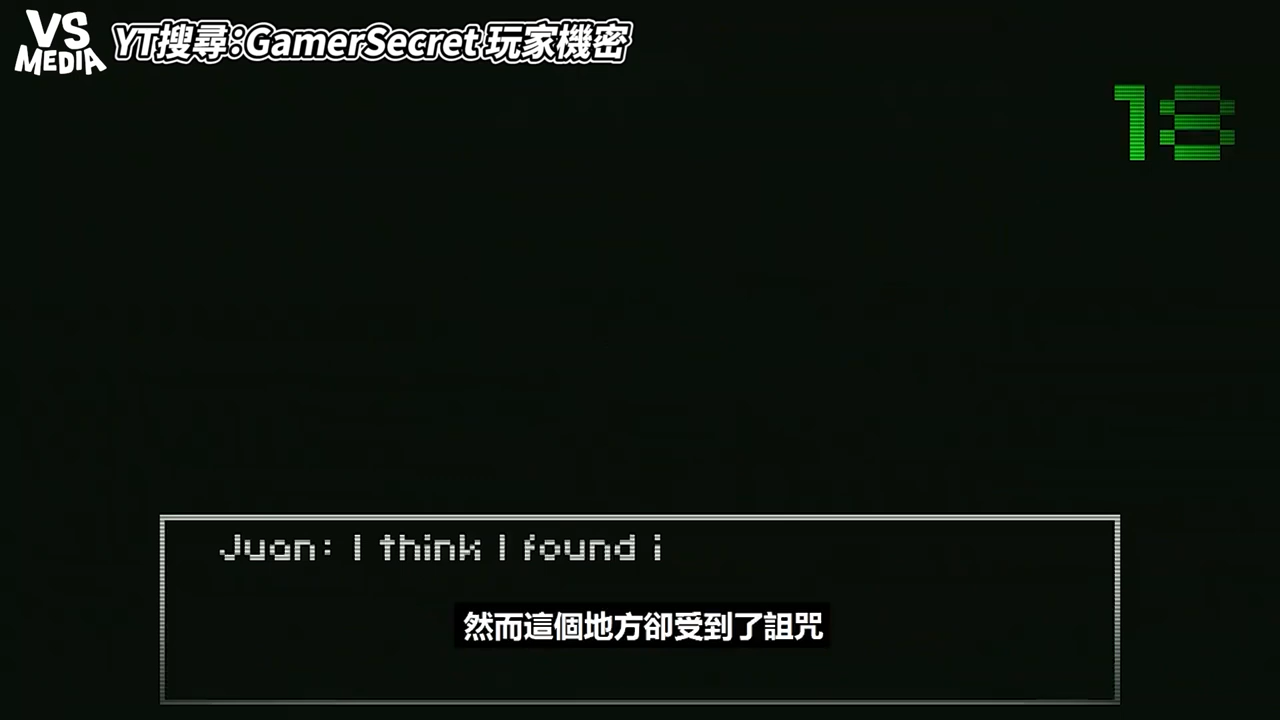 VS
MEDIA
YT搜尋:GamerSecret 玩家機密
18
Juan: I think I found i
然而這個地方卻受到了詛咒